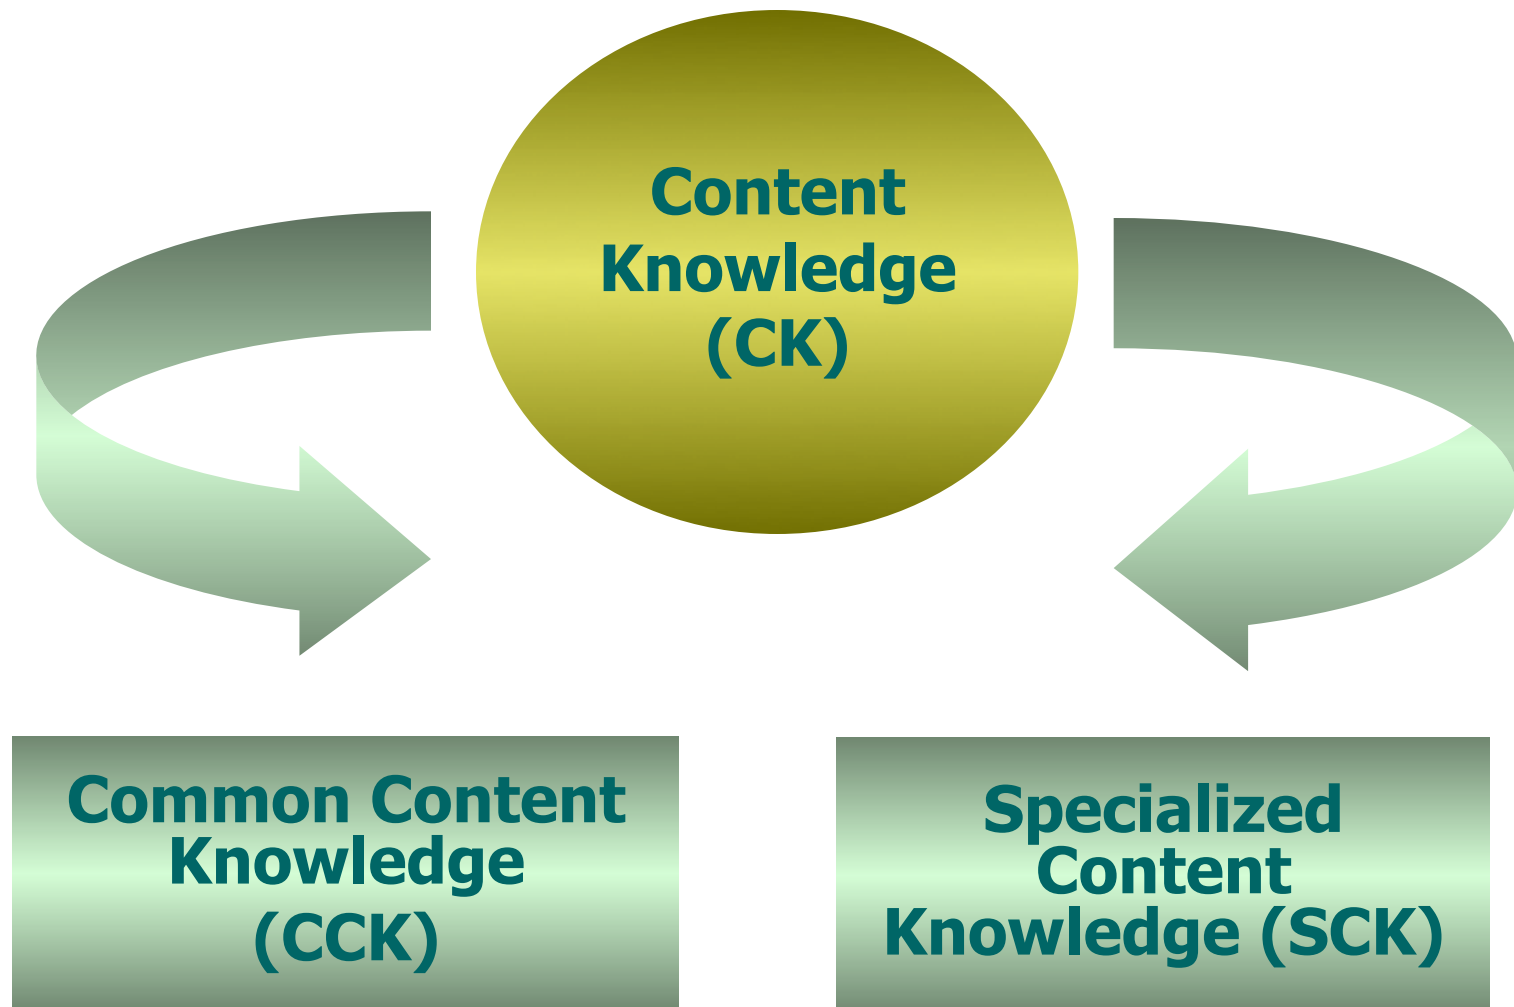 Content
Knowledge
(CK)
Common Content
Knowledge
(CCK)
Specialized
Content
Knowledge (SCK)